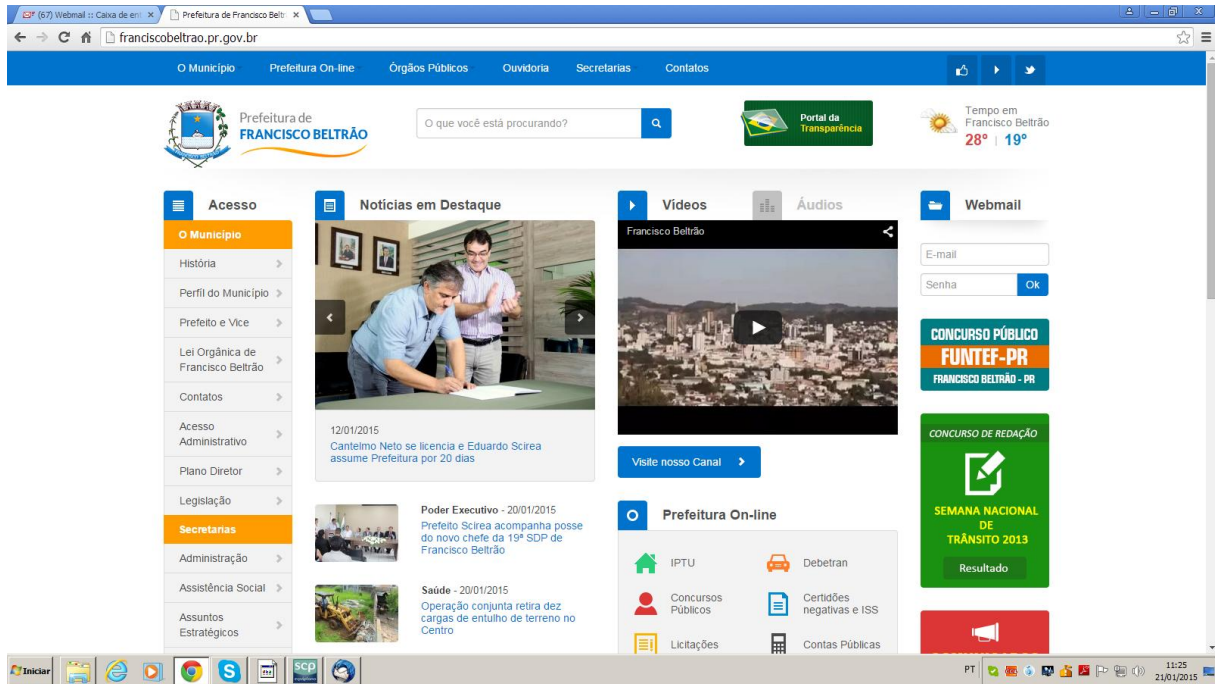 (67) Webmail :: Caixa de en
Prefeitura de Francisco Belt
franciscobeltrao.pr.gov.br
O Município
Prefeitura On-line
Órgãos Públicos
Ouvidoria
Secretarias
Contatos
Prefeitura de
FRANCISCO BELTRÃO
O que você está procurando?
Portal da
Transparência
Tempo em
Francisco Beltrão
28° | 19°
Acesso
O Município
História
Perfil do Município
Prefeito e Vice
Lei Orgânica de
Francisco Beltrão
Contatos
Acesso
Administrativo
Plano Diretor
Legislação
Secretarias
Administração
Assistência Social
Assuntos
Estratégicos
Notícias em Destaque
12/01/2015
Cantelmo Neto se licencia e Eduardo Scirea
assume Prefeitura por 20 dias
Poder Executivo - 20/01/2015
Prefeito Scirea acompanha posse
do novo chefe da 19ª SDP de
Francisco Beltrão
Saúde - 20/01/2015
Operação conjunta retira dez
cargas de entulho de terreno no
Centro
Vídeos
Áudios
Francisco Beltrão
Visite nosso Canal
Prefeitura On-line
IPTU
Debetran
Concursos
Públicos
Certidões
negativas e ISS
Licitações
Contas Públicas
Webmail
E-mail
Senha
Ok
CONCURSO PÚBLICO
FUNTEF-PR
FRANCISCO BELTRÃO - PR
CONCURSO DE REDAÇÃO
SEMANA NACIONAL
DE
TRÂNSITO 2013
Resultado
Iniciar
scp
PT
11:25
21/01/2015